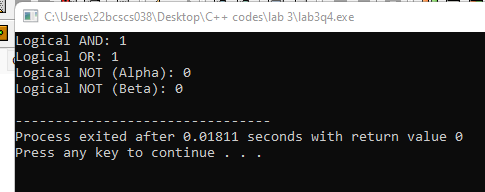 C:\Users\22bcscs038\Desktop\C++ codes\lab 3\lab3q4.exe
Logical AND: 1
Logical OR: 1
Logical NOT (Alpha): 0
Logical NOT (Beta): 0
--------------------------------
Process exited after 0.01811 seconds with return value 0
Press any key to continue . . .